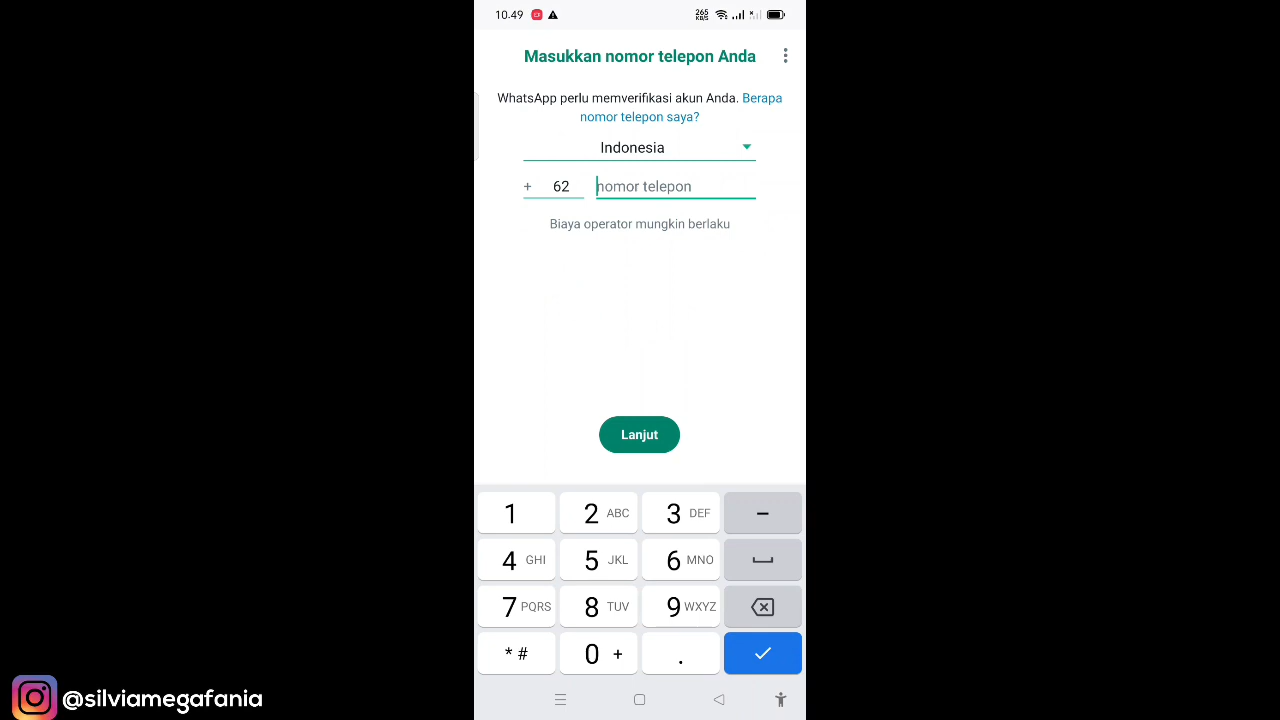 10.49
265 KB/S
Masukkan nomor telepon Anda
WhatsApp perlu memverifikasi akun Anda. Berapa
nomor telepon saya?
Indonesia
+ 62 nomor telepon
Biaya operator mungkin berlaku
Lanjut
1 2 ABC 3 DEF –
4 GHI 5 JKL 6 MNO
7 PQRS 8 TUV 9 WXYZ
* # 0 + .
@silviamegafania